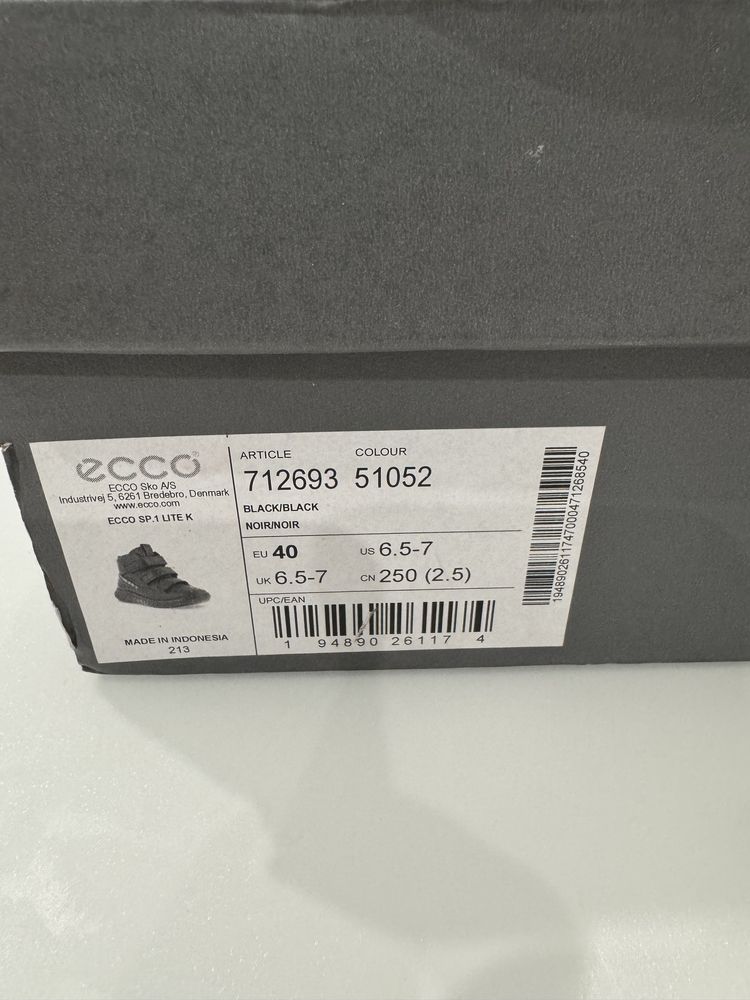 ecco
ECCO Sko A/S
Industrivej 5, 6261 Bredebro, Denmark
www.ecco.com
ECCO SP.1 LITE K
MADE IN INDONESIA
213
ARTICLE COLOUR
712693 51052
BLACK/BLACK
NOIR/NOIR
EU 40 US 6.5-7
UK 6.5-7 CN 250 (2.5)
UPC/EAN
1 94890 26117 4
194890261174700047126854​0